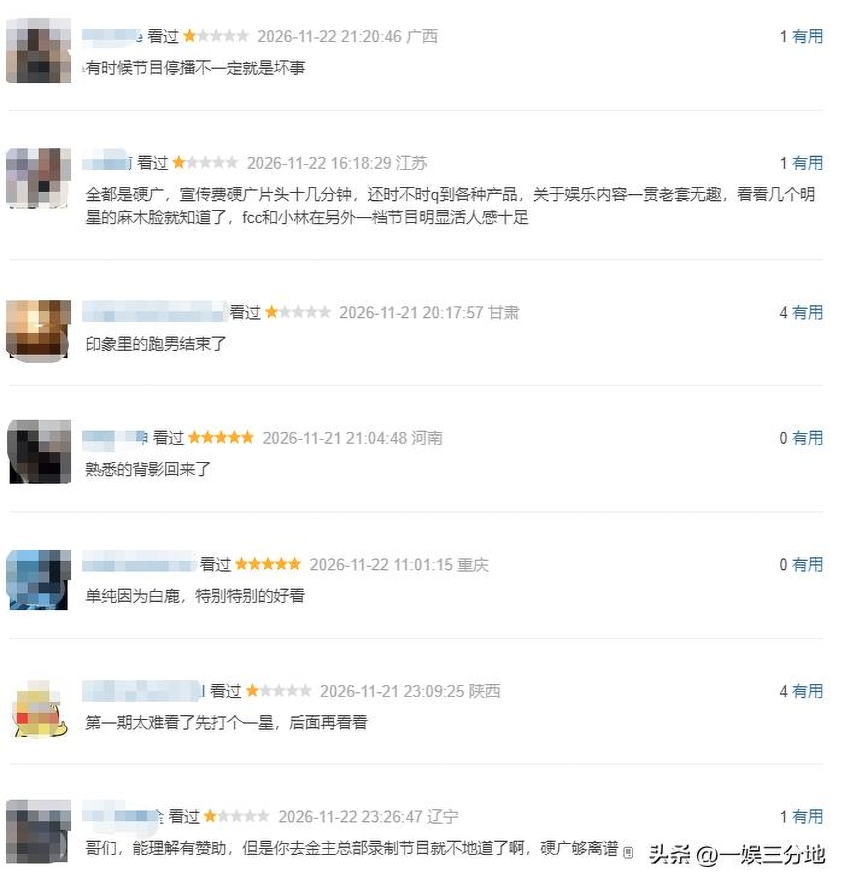 看过 2026-11-22 21:20:46 广西 1 有用
有时候节目停播不一定就是坏事
看过 2026-11-22 16:18:29 江苏 1 有用
全都是硬广，宣传费硬广片头十几分钟，还时不时q到各种产品，关于娱乐内容一贯老套无趣，看看几个明
星的麻木脸就知道了，fcc和小林在另外一档节目明显活人感十足
看过 2026-11-21 20:17:57 甘肃 4 有用
印象里的跑男结束了
看过 2026-11-21 21:04:48 河南 0 有用
熟悉的背影回来了
看过 2026-11-22 11:01:15 重庆 0 有用
单纯因为白鹿，特别特别的好看
看过 2026-11-21 23:09:25 陕西 4 有用
第一期太难看了先打个一星，后面再看看
看过 2026-11-22 23:26:47 辽宁 1 有用
哥们，能理解有赞助，但是你去金主总部录制节目就不地道了啊，硬广够离谱
头条 @一娱三分地